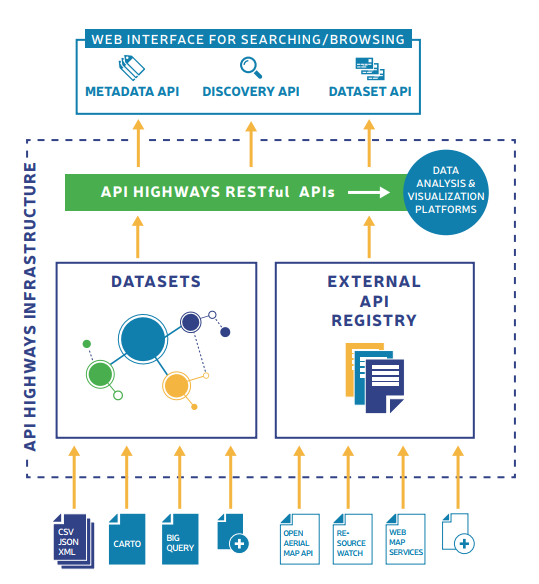 WEB INTERFACE FOR SEARCHING/BROWSING
METADATA API
DISCOVERY API
DATASET API
API HIGHWAYS INFRASTRUCTURE
API HIGHWAYS RESTful APIs
DATA
ANALYSIS &
VISUALIZATION
PLATFORMS
DATASETS
EXTERNAL
API
REGISTRY
CSV
JSON
XML
CARTO
BIG
QUERY
OPEN
AERIAL
MAP API
RE•
SOURCE
WATCH
WEB
MAP
SERVICES